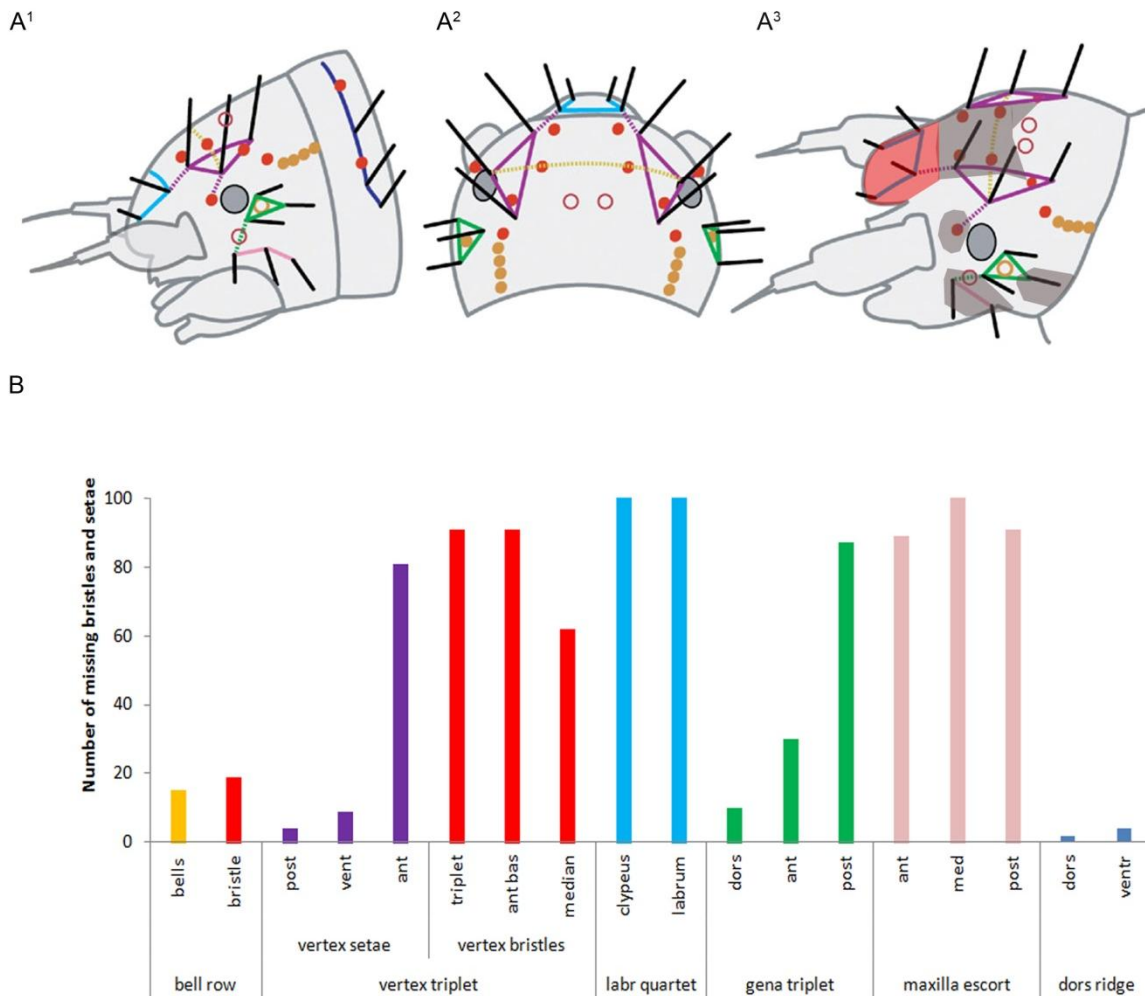 A1 A2 A3
B
Number of missing bristles and setae
100
80
60
40
20
0
bells bristle post vent ant triplet ant bas median clypeus labrum dors ant post ant med post dors ventr
vertex setae vertex bristles
bell row vertex triplet labr quartet gena triplet maxilla escort dors ridge